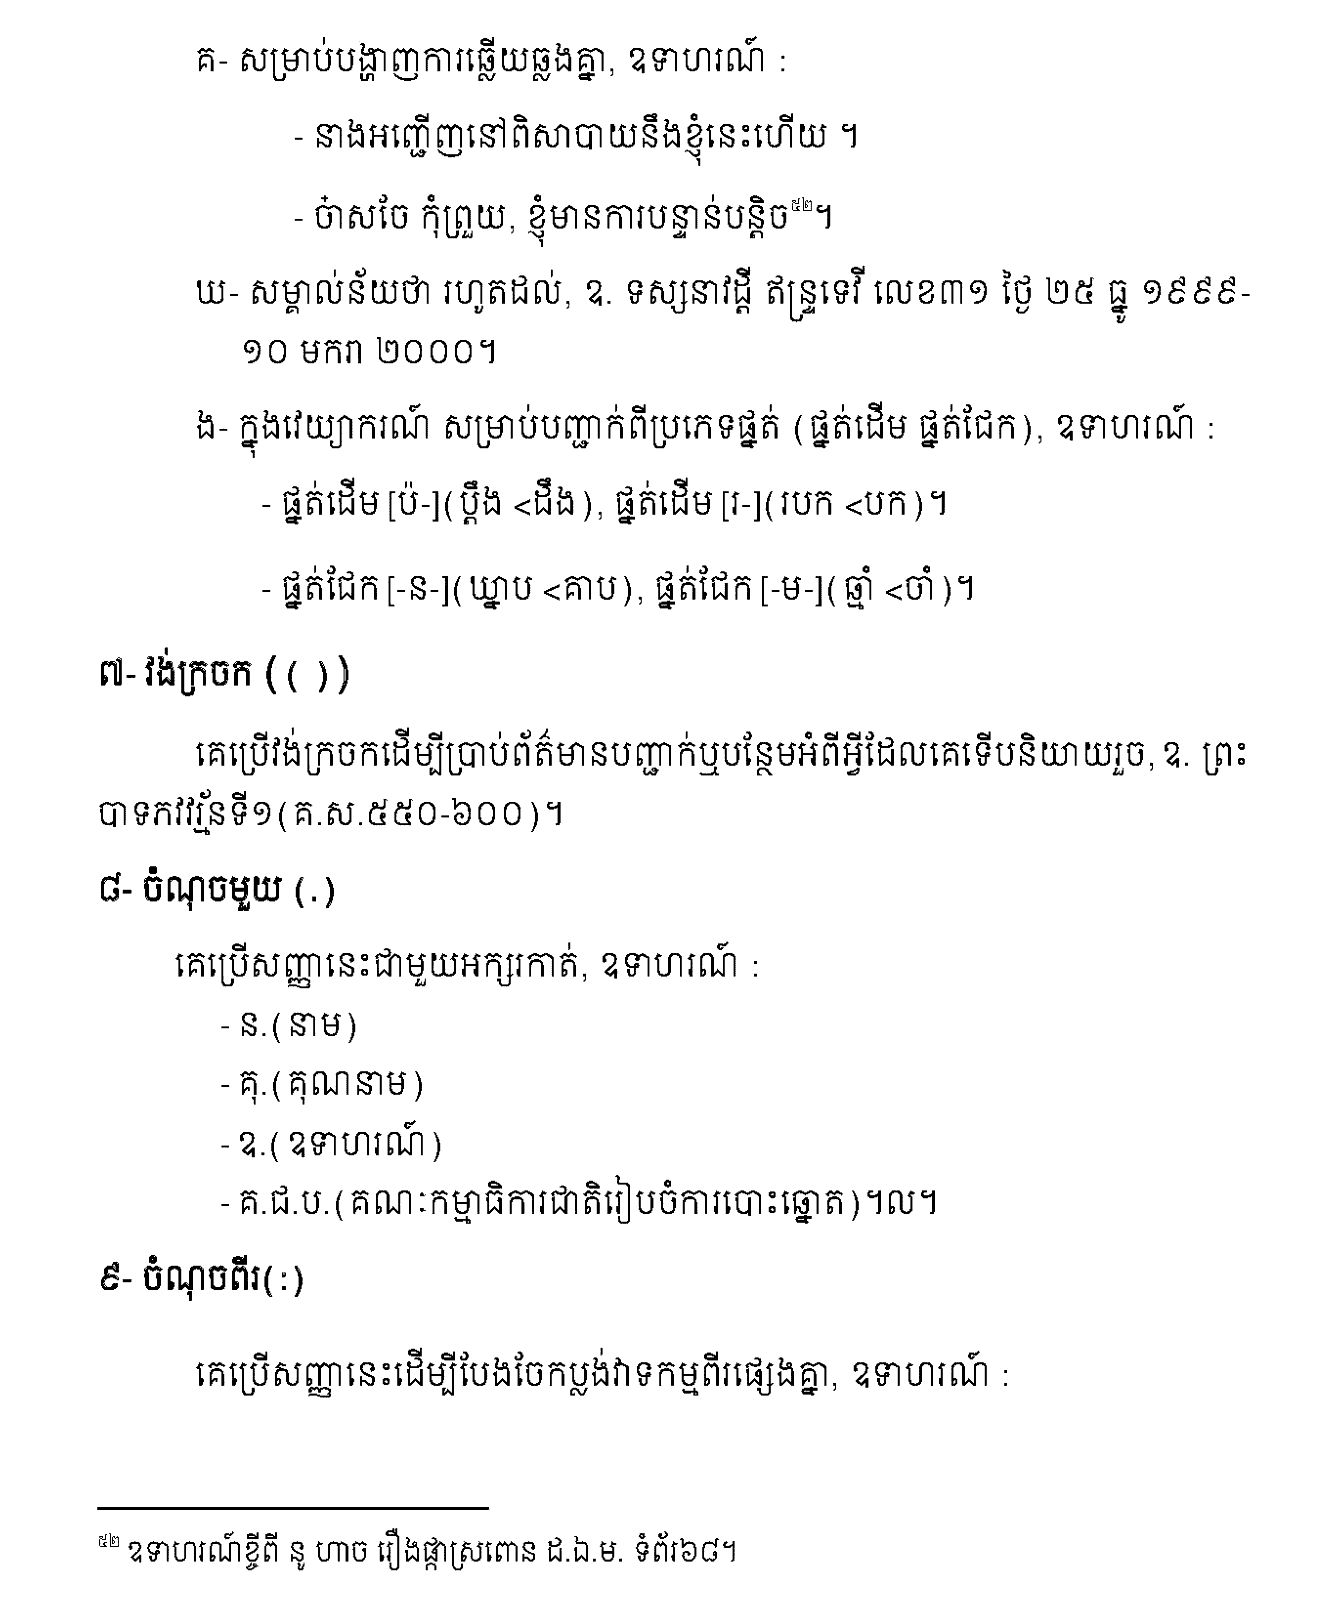 គ- សម្រាប់បង្ហាញការឆ្លើយឆ្លងគ្នា, ឧទាហរណ៍ :
- នាងអញ្ជើញនៅពិសាបាយនឹងខ្ញុំនេះហើយ ។
- ច៎ាសចែ កុំព្រួយ, ខ្ញុំមានការបន្ទាន់បន្តិច៥២។
ឃ- សម្គាល់ន័យថា រហូតដល់, ឧ. ទស្សនាវដ្តី ឥន្រ្ទទេវី លេខ៣១ ថ្ងៃ ២៥ ធ្នូ ១៩៩៩-
១០ មករា ២០០០។
ង- ក្នុងវេយ្យាករណ៍ សម្រាប់បញ្ជាក់ពីប្រភេទផ្នត់ (ផ្នត់ដើម ផ្នត់ជែក), ឧទាហរណ៍ :
- ផ្នត់ដើម [ប៉-](ប្តឹង <ដឹង), ផ្នត់ដើម [រ-](របក <បក)។
- ផ្នត់ជែក [-ន-](ឃ្នាប <គាប), ផ្នត់ជែក [-ម-](ឆ្មាំ <ចាំ)។
៧- វង់ក្រចក (( ))
គេប្រើវង់ក្រចកដើម្បីប្រាប់ព័ត៌មានបញ្ជាក់ឬបន្ថែមអំពីអ្វីដែលគេទើបនិយាយរួច, ឧ. ព្រះ
បាទភវវរ្ម័នទី១(គ.ស.៥៥០-៦០០)។
៨- ចំណុចមួយ (.)
គេប្រើសញ្ញានេះជាមួយអក្សរកាត់, ឧទាហរណ៍ :
- ន.(នាម)
- គុ.(គុណនាម)
- ឧ.(ឧទាហរណ៍)
- គ.ជ.ប.(គណៈកម្មាធិការជាតិរៀបចំការបោះឆ្នោត)។ល។
៩- ចំណុចពីរ(:)
គេប្រើសញ្ញានេះដើម្បីបែងចែកប្លង់វាទកម្មពីរផ្សេងគ្នា, ឧទាហរណ៍ :
៥២ ឧទាហរណ៍ខ្ចីពី នូ ហាច រឿងផ្កាស្រពោន ដ.ឯ.ម. ទំព័រ៦៨។